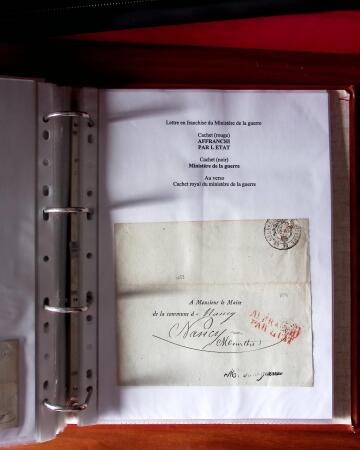 Lettre en franchise du Ministère de la guerre
Cachet (rouge)
AFFRANCHI
PAR L ETAT
Cachet (noir)
Ministère de la guerre
Au verso
Cachet royal du ministère de la guerre
A Monsieur le Maire
de la commune d Nancy
Nancy
(Meurthe)
AFFRANCHI
PAR ETAT